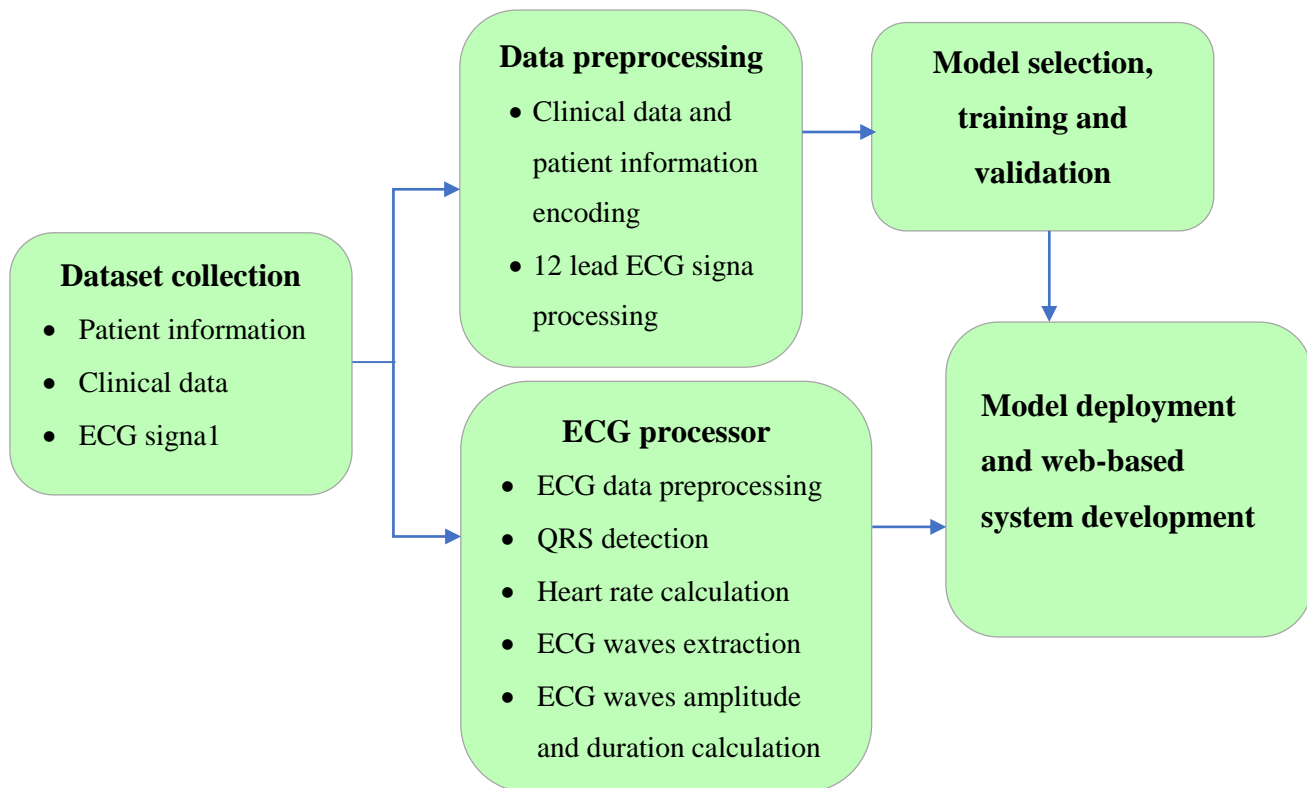 Dataset collection
• Patient information
• Clinical data
• ECG signa1
Data preprocessing
• Clinical data and
patient information
encoding
• 12 lead ECG signa
processing
ECG processor
• ECG data preprocessing
• QRS detection
• Heart rate calculation
• ECG waves extraction
• ECG waves amplitude
and duration calculation
Model selection,
training and
validation
Model deployment
and web-based
system development